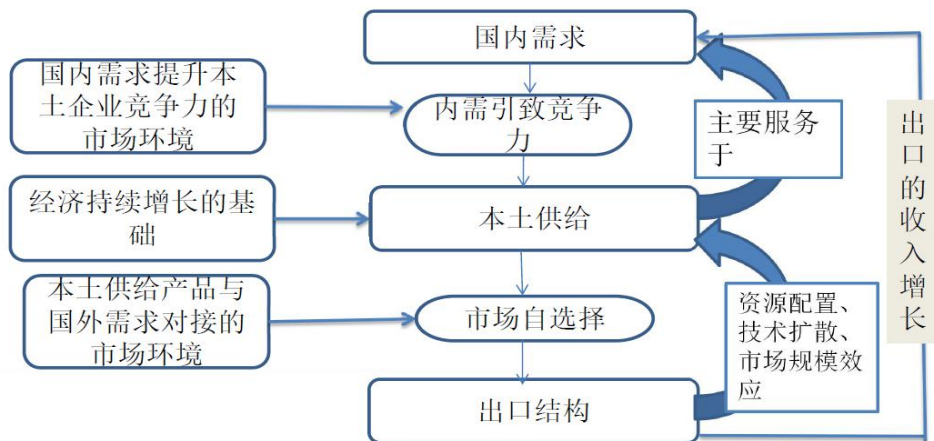 国内需求
国内需求提升本
土企业竞争力的
市场环境
内需引致竞争
力
主要服务
于
经济持续增长的基
础
本土供给
本土供给产品与
国外需求对接的
市场环境
市场自选择
资源配置、
技术扩散、
市场规模效
应
出口结构
出口的收入增长